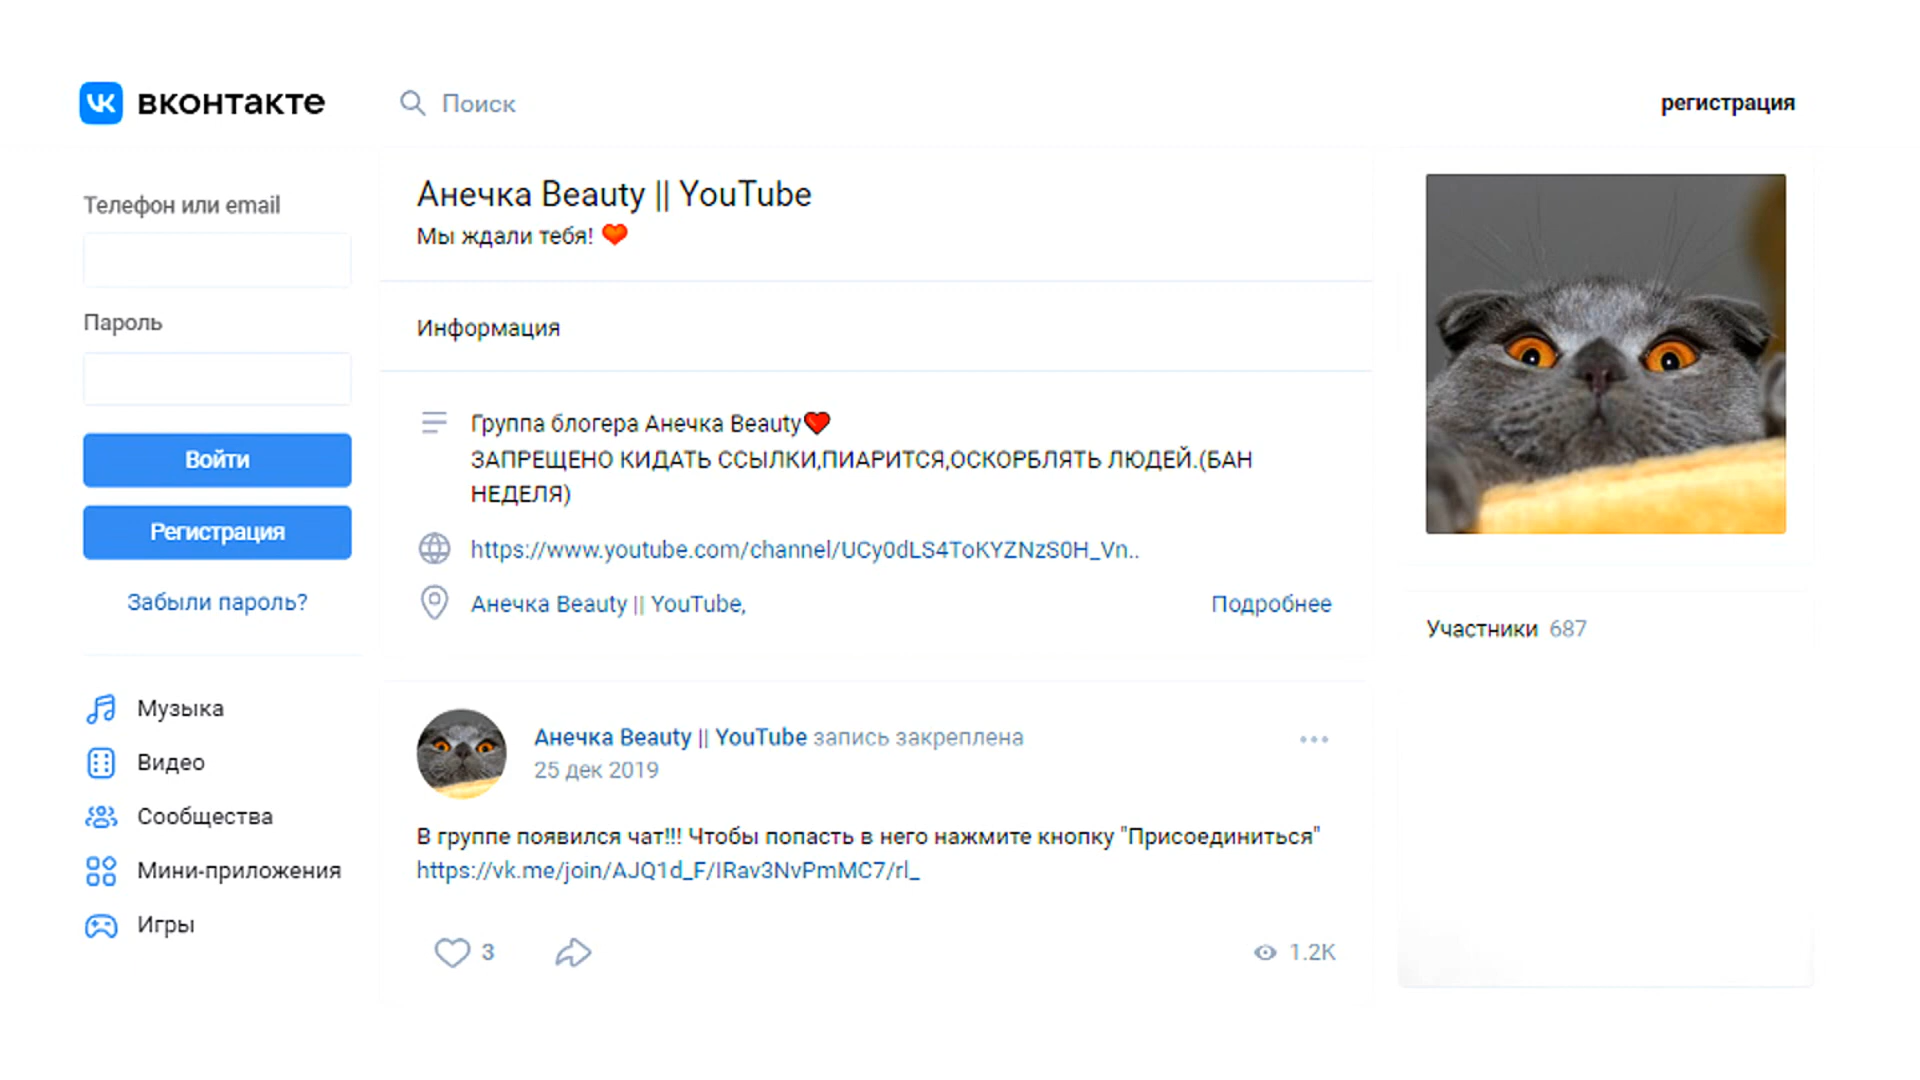 вконтакте
Поиск
регистрация
Телефон или email
Пароль
Войти
Регистрация
Забыли пароль?
Музыка
Видео
Сообщества
Мини-приложения
Игры
Анечка Beauty || YouTube
Мы ждали тебя! ❤
Информация
Группа блогера Анечка Beauty❤
ЗАПРЕЩЕНО КИДАТЬ ССЫЛКИ,ПИАРИТСЯ,ОСКОРБЛЯТЬ ЛЮДЕЙ.(БАН
НЕДЕЛЯ)
https://www.youtube.com/channel/UCy0dLS4ToKYZNzS0H_Vn..
Анечка Beauty || YouTube,
Подробнее
Анечка Beauty || YouTube запись закреплена
25 дек 2019
В группе появился чат!!! Чтобы попасть в него нажмите кнопку "Присоединиться"
https://vk.me/join/AJQ1d_F/IRav3NvPmMC7/rl_
3
1.2K
Участники 687